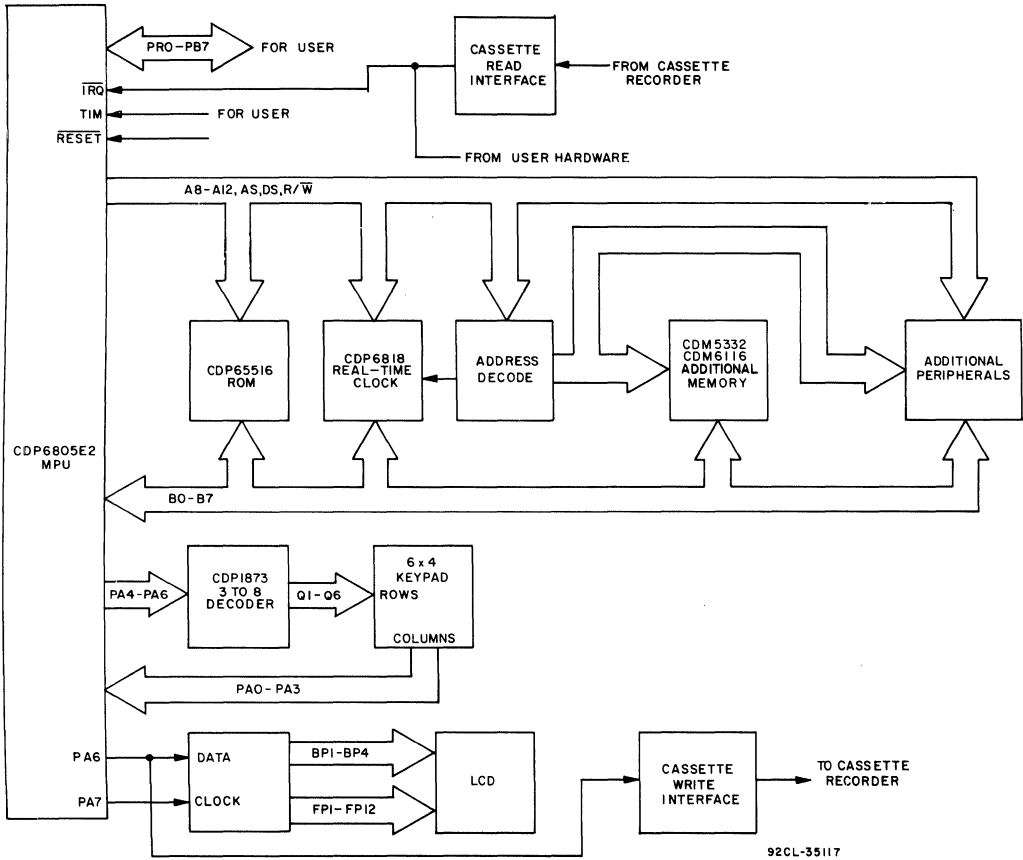 PRO-PB7
FOR USER
CASSETTE
READ
INTERFACE
FROM CASSETTE
RECORDER
IRQ
TIM
FOR USER
RESET
FROM USER HARDWARE
A8-A12, AS,DS,R/W
CDP65516
ROM
CDP6818
REAL-TIME
CLOCK
ADDRESS
DECODE
CDM5332
CDM6116
ADDITIONAL
MEMORY
ADDITIONAL
PERIPHERALS
CDP6805E2
MPU
B0-B7
PA4-PA6
CDP1873
3 TO 8
DECODER
Q1-Q6
6 x 4
KEYPAD
ROWS
COLUMNS
PA0-PA3
PA6
DATA
BP1-BP4
LCD
CASSETTE
WRITE
INTERFACE
TO CASSETTE
RECORDER
PA7
CLOCK
FP1-FP12
92CL-35117